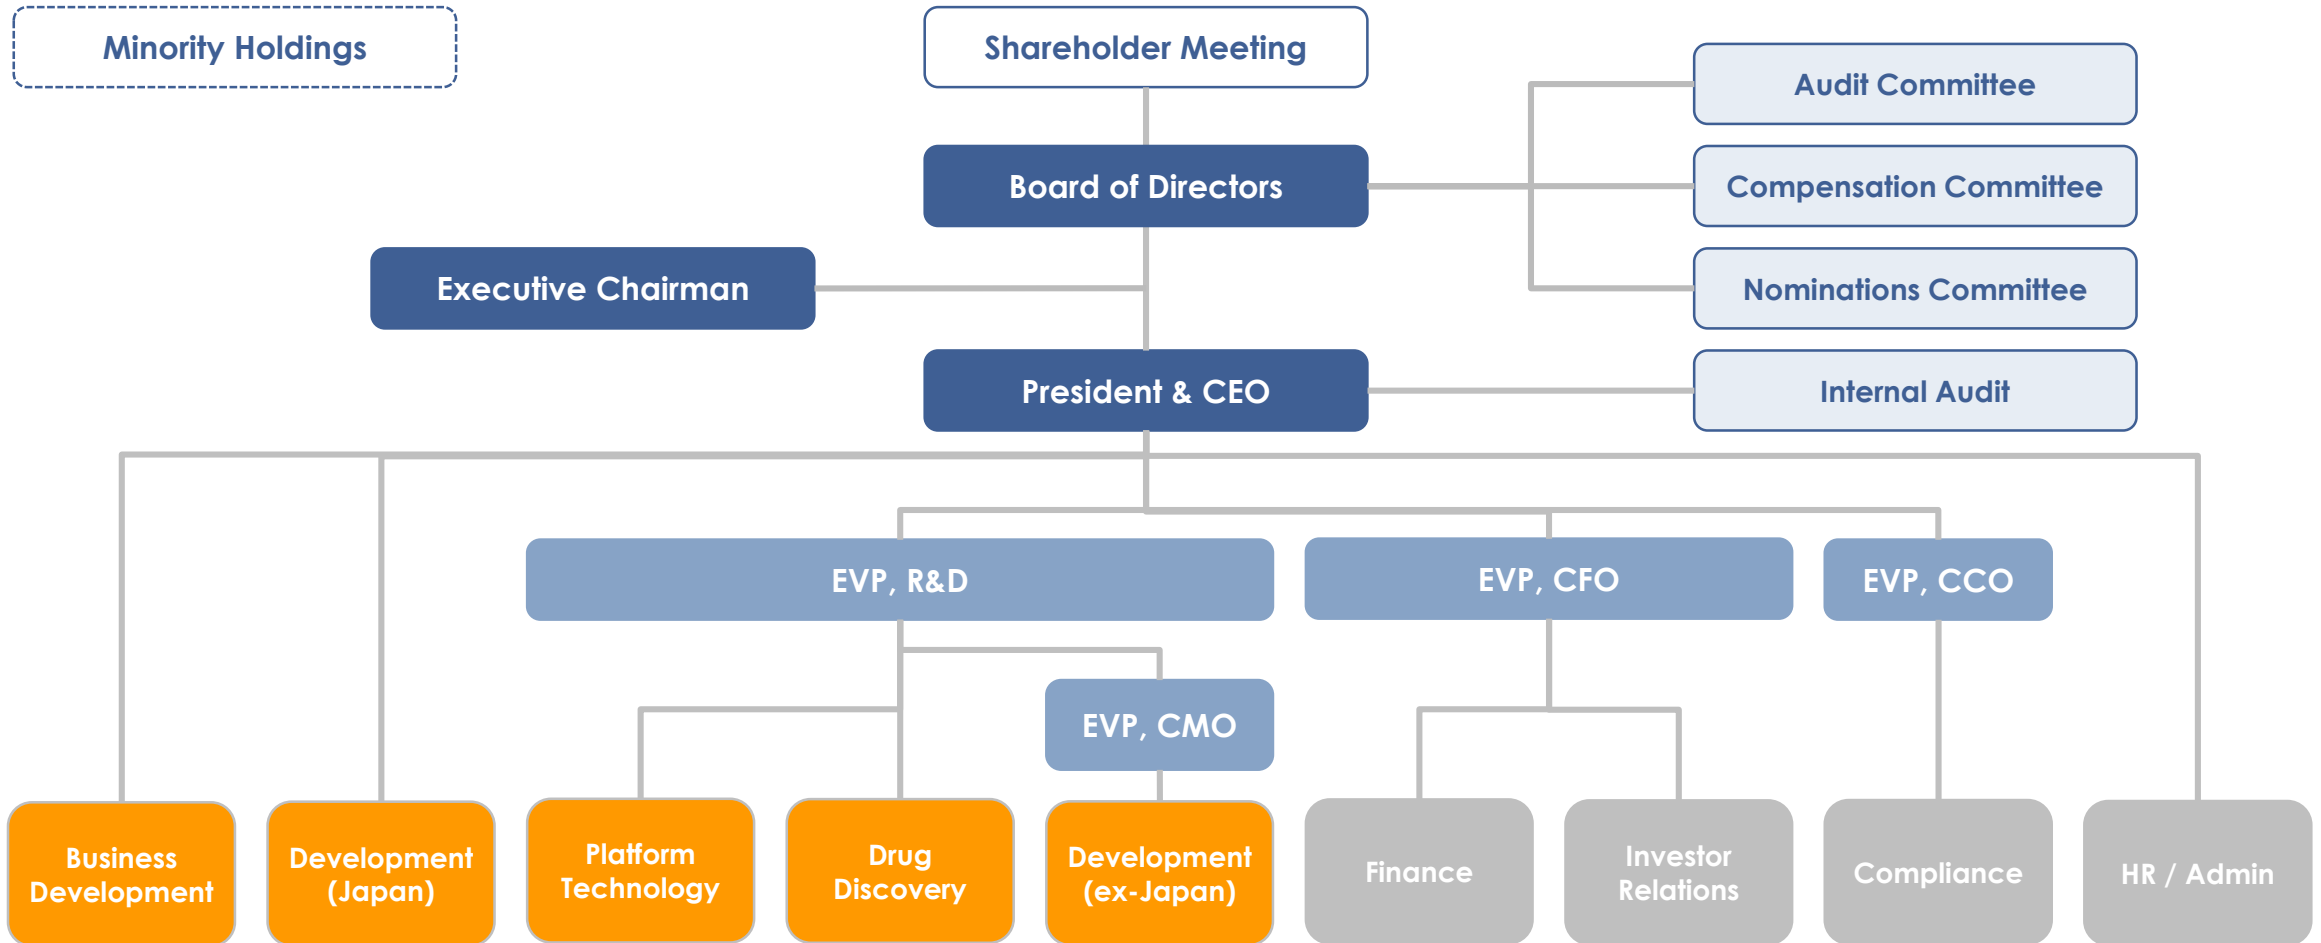 Minority Holdings
Shareholder Meeting
Audit Committee
Board of Directors
Compensation Committee
Executive Chairman
Nominations Committee
President & CEO
Internal Audit
EVP, R&D
EVP, CFO
EVP, CCO
EVP, CMO
Business
Development
Development
(Japan)
Platform
Technology
Drug
Discovery
Development
(ex-Japan)
Finance
Investor
Relations
Compliance
HR / Admin